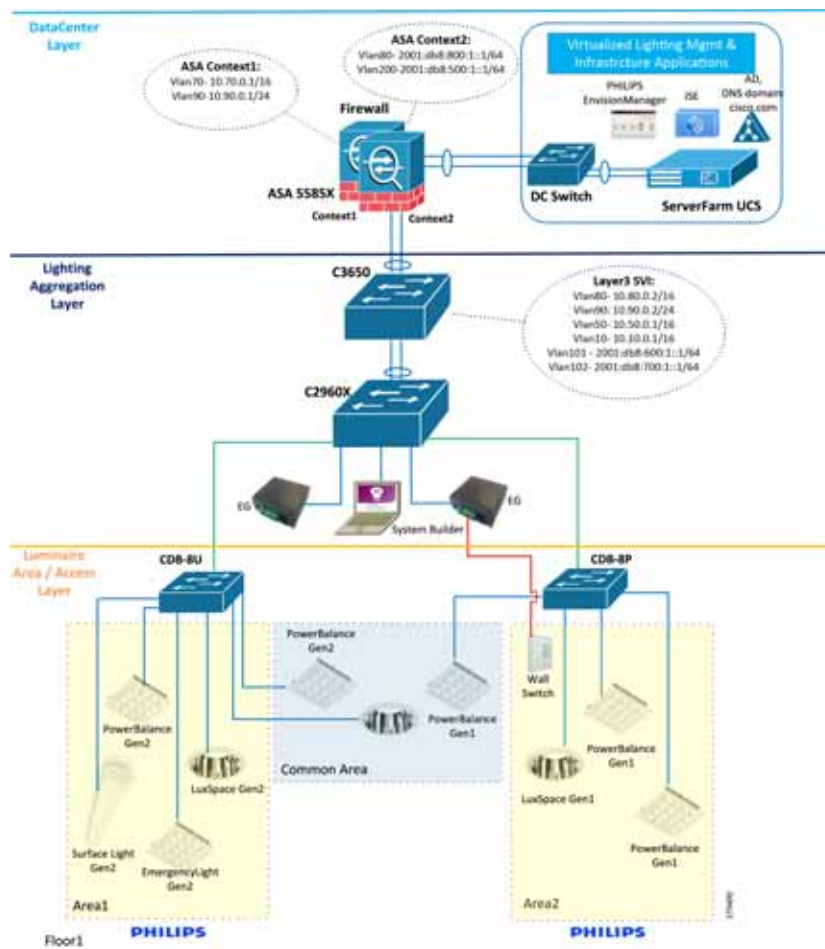 DataCenter
Layer
ASA Context1:
Vlan70- 10.70.0.1/16
Vlan90-10.90.0.1/24
ASA Context2:
Vlan80- 2001:db8:800:1::1/64
Vlan200-2001:db8:500:1::1/64
Virtualized Lighting Mgmt &
Infrastrcture Applications
PHILIPS
EnvisionManager
ISE
AD,
DNS domain
cisco.com
Firewall
ASA 5585X
Context1
Context2
DC Switch
ServerFarm UCS
Lighting
Aggregation
Layer
C3650
Layer3 SVI:
Vlan80- 10.80.0.2/16
Vlan90- 10.90.0.2/24
Vlan50- 10.50.0.1/16
Vlan10- 10.10.0.1/16
Vlan101 - 2001:db8:600:1::1/64
Vlan102- 2001:db8:700:1::1/64
C2960X
EG
System Builder
EG
Luminaire
Area / Access
Layer
CDB-8U
CDB-8P
PowerBalance
Gen2
PowerBalance
Gen2
LuxSpace Gen2
Surface Light
Gen2
EmergencyLight
Gen2
Area1
Common Area
PowerBalance
Gen1
Wall
Switch
PowerBalance
Gen1
LuxSpace Gen1
PowerBalance
Gen1
Area2
Floor1
PHILIPS
PHILIPS